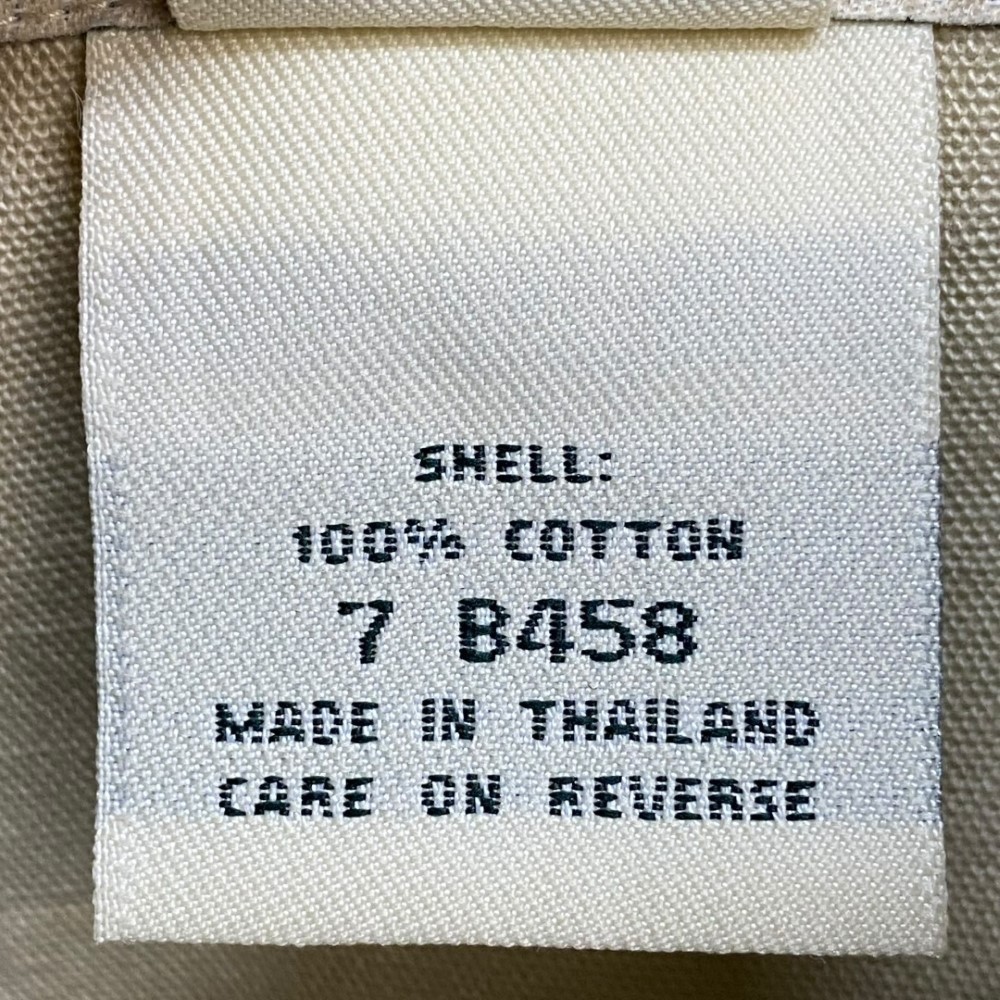 SHELL:
100% COTTON
7 B458
MADE IN THAILAND
CARE ON REVERSE